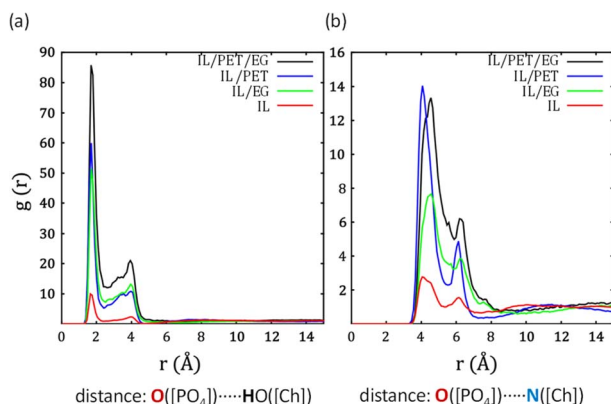 (a)
(b)
g (r)
90
80
70
60
50
40
30
20
10
0 2 4 6 8 10 12 14
r (Å)
IL/PET/EG
IL/PET
IL/EG
IL
16
14
12
10
8
6
4
2
0
0 2 4 6 8 10 12 14
r (Å)
IL/PET/EG
IL/PET
IL/EG
IL
distance: O([PO₄])·····HO([Ch])
distance: O([PO₄])·····N([Ch])